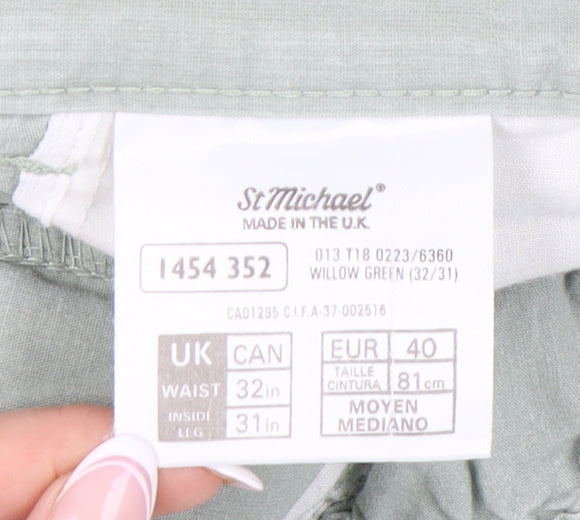 St Michael®
MADE IN THE U.K.
1454 352
013 T18 0223/6360
WILLOW GREEN (32/31)
CA01295 C.I.F.A-37-002516
UK CAN
WAIST 32in
INSIDE LEG 31in
EUR 40
TAILLE CINTURA 81cm
MOYEN
MEDIANO